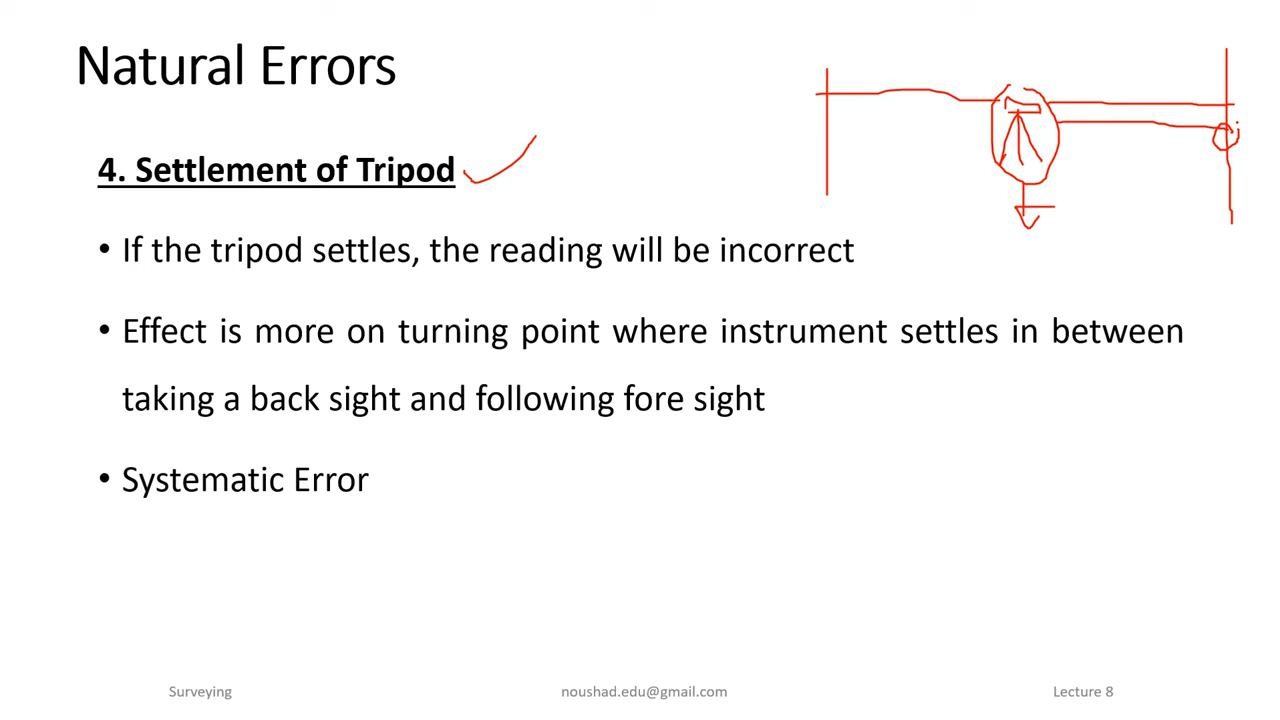 Natural Errors
4. Settlement of Tripod
• If the tripod settles, the reading will be incorrect
• Effect is more on turning point where instrument settles in between
taking a back sight and following fore sight
• Systematic Error
Surveying
noushad.edu@gmail.com
Lecture 8